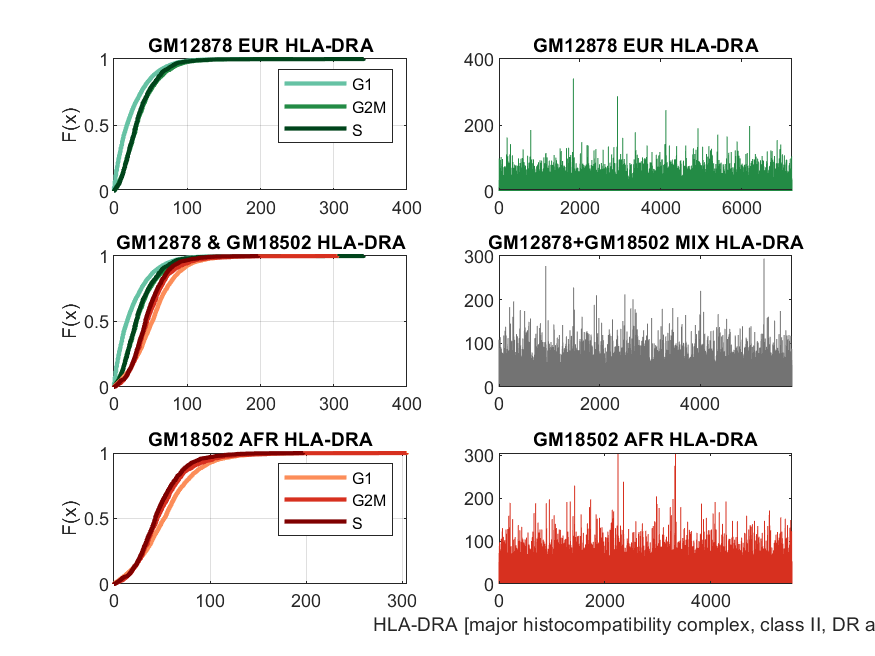 GM12878 EUR HLA-DRA
F(x)
1
0.5
0
0 100 200 300 400
G1
G2M
S
GM12878 EUR HLA-DRA
400
200
0
0 2000 4000 6000
GM12878 & GM18502 HLA-DRA
F(x)
1
0.5
0
0 100 200 300 400
GM12878+GM18502 MIX HLA-DRA
300
200
100
0
0 2000 4000
GM18502 AFR HLA-DRA
F(x)
1
0.5
0
0 100 200 300
G1
G2M
S
GM18502 AFR HLA-DRA
300
200
100
0
0 2000 4000
HLA-DRA [major histocompatibility complex, class II, DR a